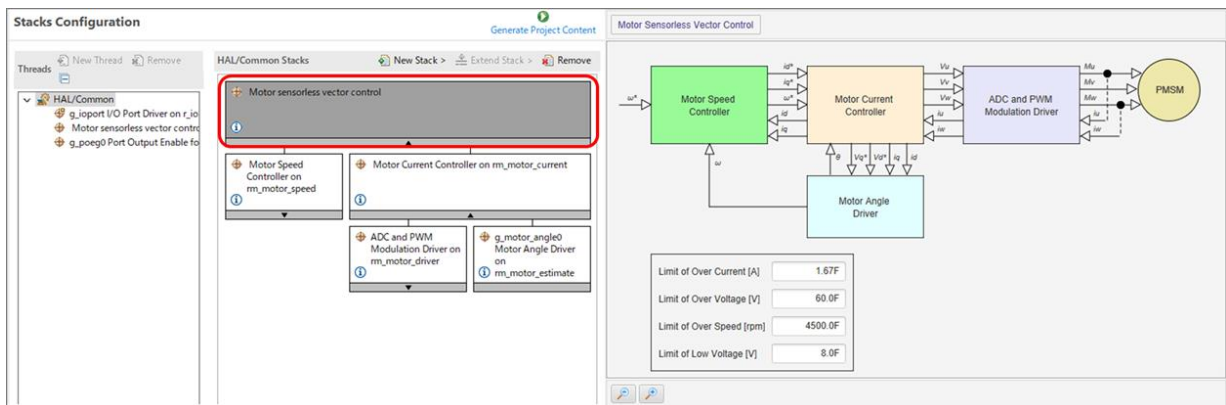 Stacks Configuration
Generate Project Content
Threads
New Thread
Remove
HAL/Common
g_ioport I/O Port Driver on r_io
Motor sensorless vector contro
g_poeg0 Port Output Enable fo
HAL/Common Stacks
New Stack >
Extend Stack >
Remove
Motor sensorless vector control
Motor Speed
Controller on
rm_motor_speed
Motor Current Controller on rm_motor_current
ADC and PWM
Modulation Driver on
rm_motor_driver
g_motor_angle0
Motor Angle Driver
on
rm_motor_estimate
Motor Sensorless Vector Control
ω*
Motor Speed
Controller
id*
iq*
ω*
id
iq
Motor Current
Controller
Vu
Vv
Vw
iu
iw
ADC and PWM
Modulation Driver
Mu
Mv
Mw
iu
iw
PMSM
ω
θ
Vq*
Vd*
iq
id
Motor Angle
Driver
Limit of Over Current [A]
1.67F
Limit of Over Voltage [V]
60.0F
Limit of Over Speed [rpm]
4500.0F
Limit of Low Voltage [V]
8.0F